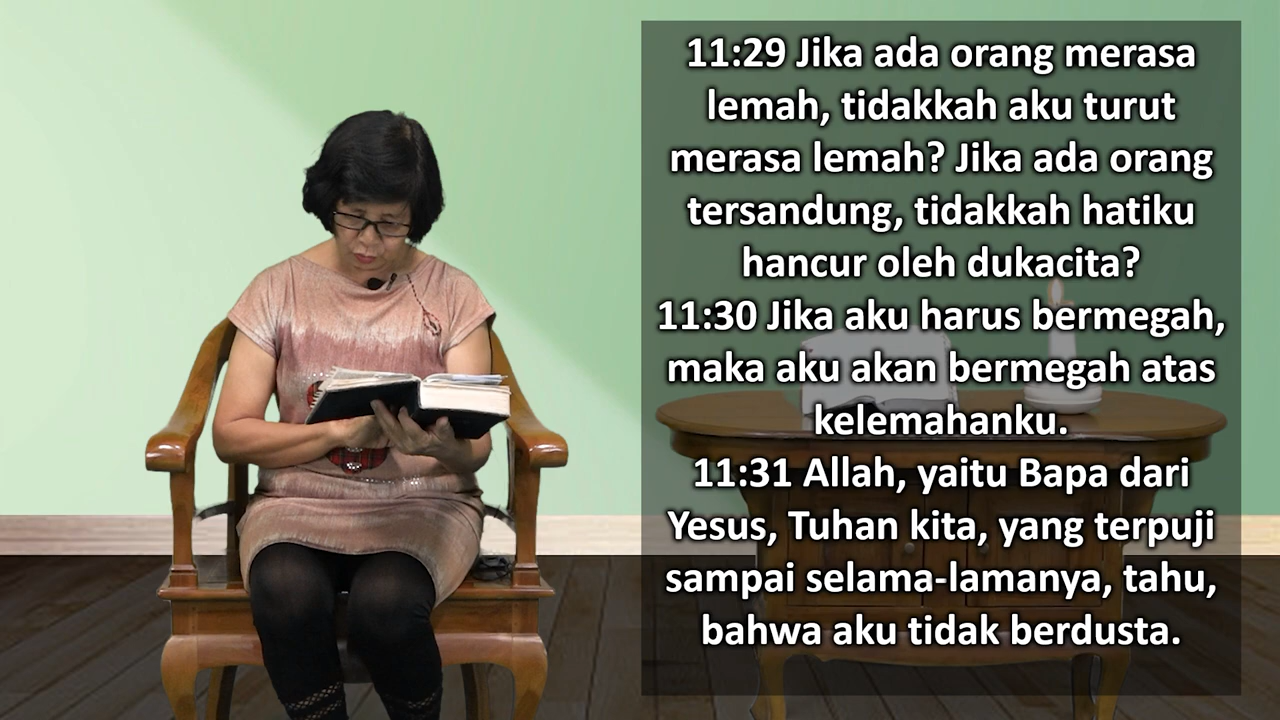 11:29 Jika ada orang merasa
lemah, tidakkah aku turut
merasa lemah? Jika ada orang
tersandung, tidakkah hatiku
hancur oleh dukacita?
11:30 Jika aku harus bermegah,
maka aku akan bermegah atas
kelemahanku.
11:31 Allah, yaitu Bapa dari
Yesus, Tuhan kita, yang terpuji
sampai selama-lamanya, tahu,
bahwa aku tidak berdusta.